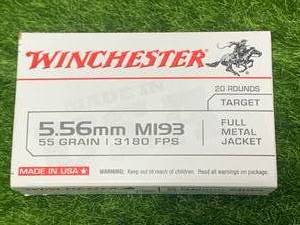 WINCHESTER
20 ROUNDS
TARGET
5.56mm M193
55 GRAIN | 3180 FPS
FULL
METAL
JACKET
MADE IN USA
WARNING: Keep out of reach of children. Read all warnings on package.